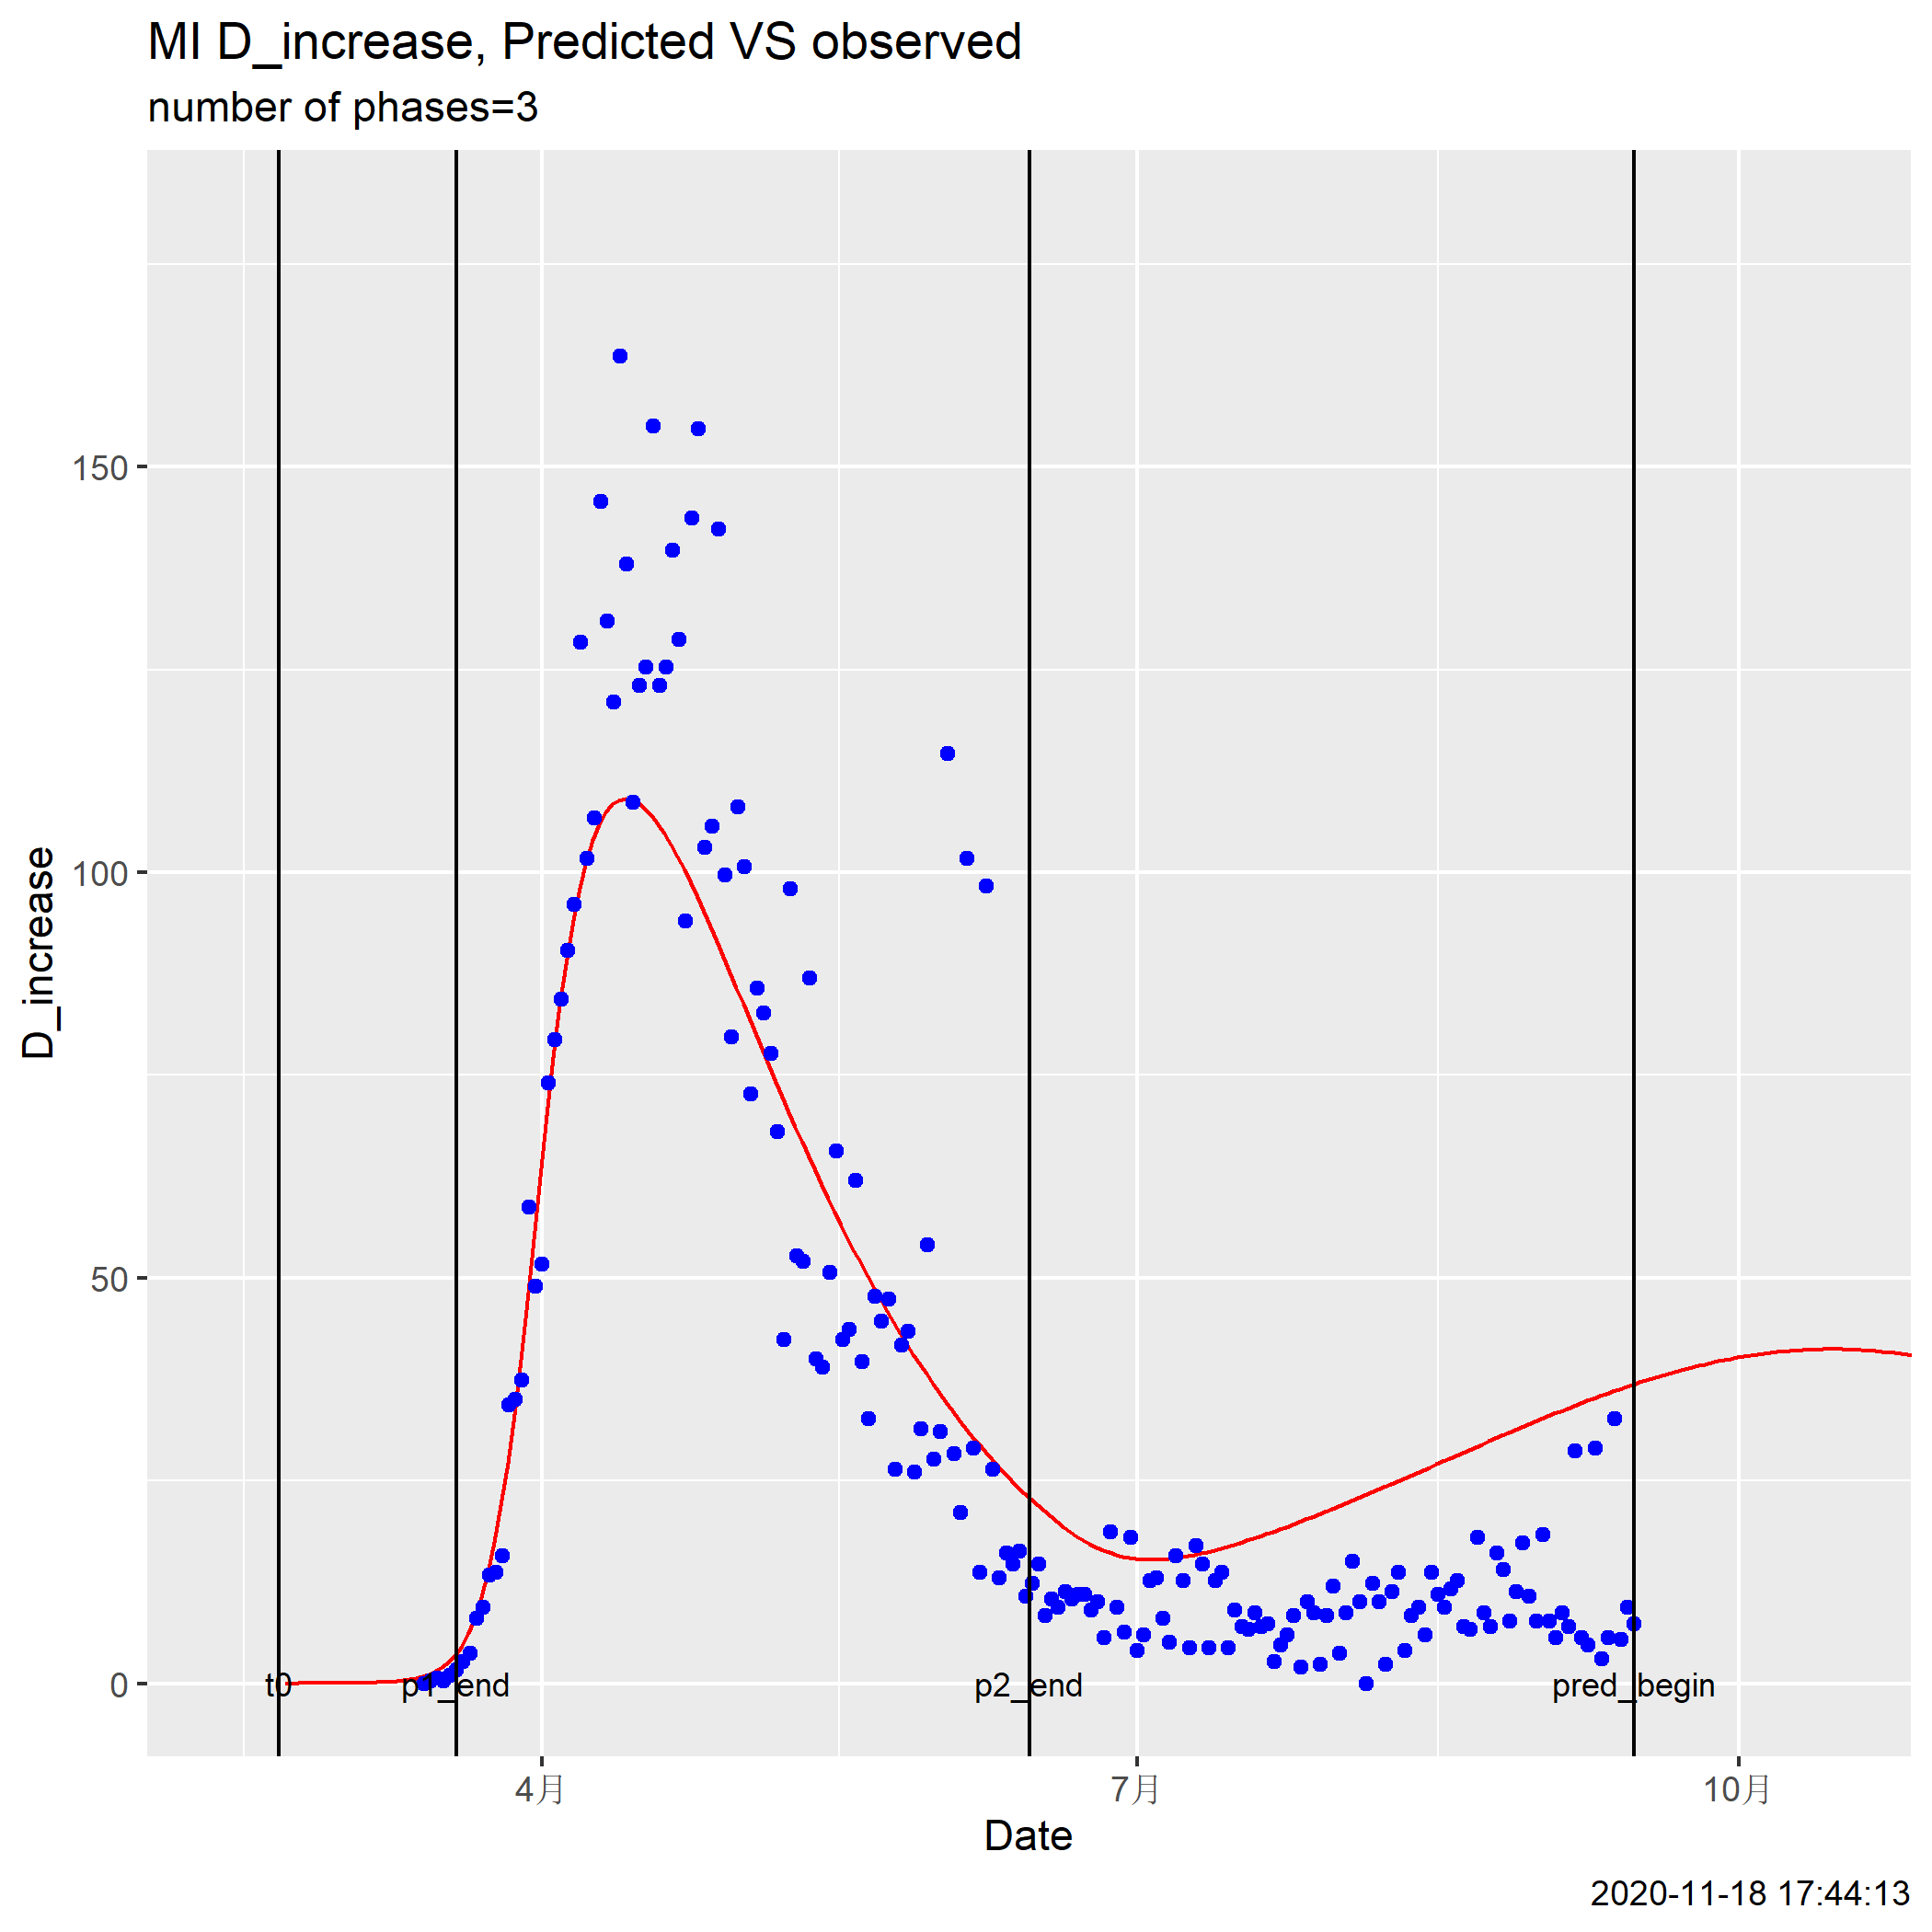 MI D_increase, Predicted VS observed
number of phases=3
D_increase
150
100
50
0
t0
p1_end
p2_end
pred_begin
4月
7月
10月
Date
2020-11-18 17:44:13